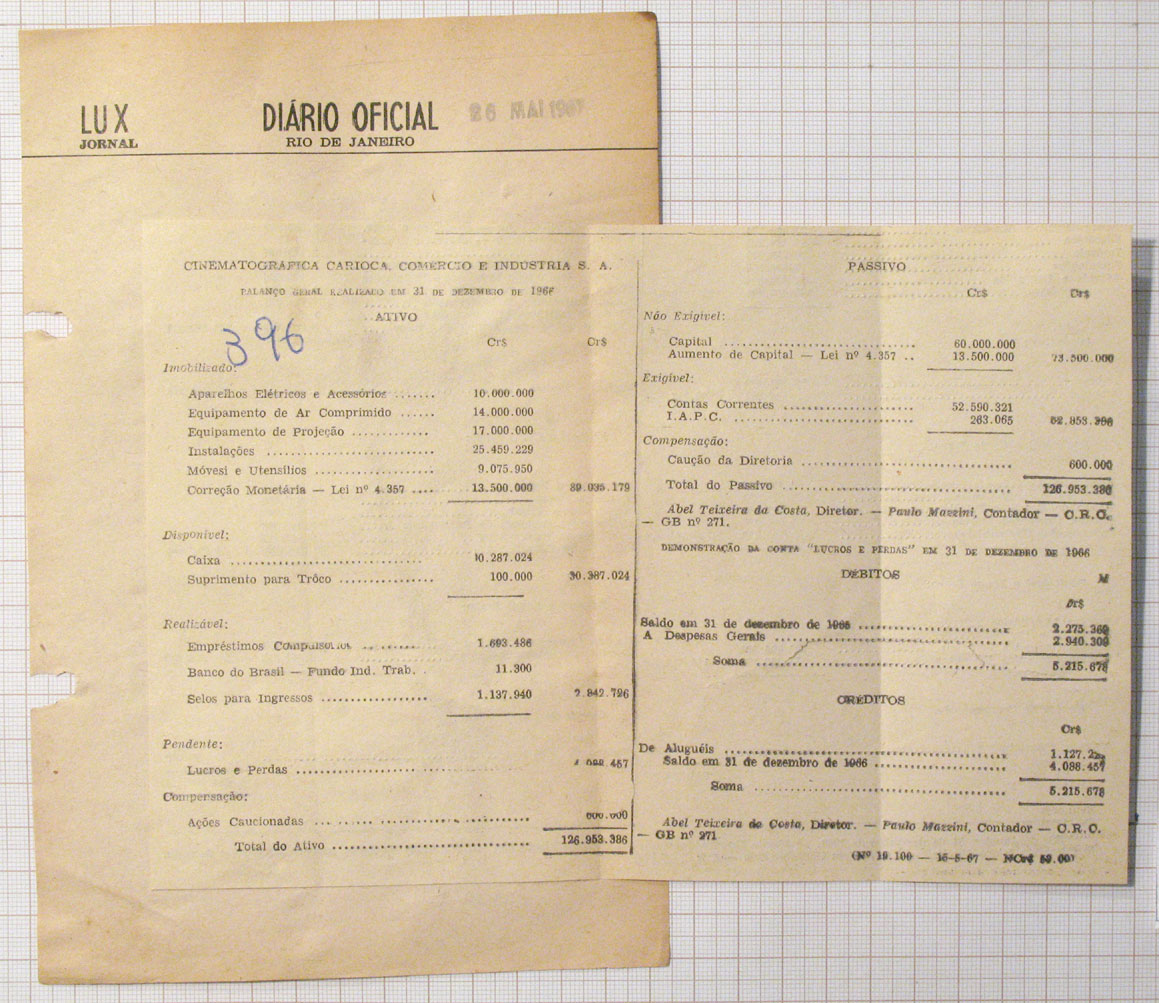 LUX
JORNAL
DIÁRIO OFICIAL
RIO DE JANEIRO
26 MAI 1967
CINEMATOGRÁFICA CARIOCA, COMERCIO E INDUSTRIA S. A.
BALANÇO GERAL REALIZADO EM 31 DE DEZEMBRO DE 1966
396
ATIVO
Cr$ Cr$
Imobilizado:
Aparelhos Elétricos e Acessórios ....... 10.000.000
Equipamento de Ar Comprimido ...... 14.000.000
Equipamento de Projeção ............ 17.000.000
Instalações .......................... 25.459.229
Móvesi e Utensílios .................. 9.075.950
Correção Monetária — Lei nº 4.357 .... 13.500.000 89.035.179
Disponível:
Caixa ............................. 10.287.024
Suprimento para Trôco ............... 100.000 30.387.024
Realizável:
Empréstimos Compulsórios ........ 1.693.486
Banco do Brasil — Fundo Ind. Trab. . 11.300
Selos para Ingressos ................. 1.137.940 2.842.726
Pendente:
Lucros e Perdas .......................... 4.088.457
Compensação:
Ações Caucionadas .......................... 600.000
Total do Ativo ................................ 126.953.386
PASSIVO
Cr$ Cr$
Não Exigível:
Capital .............................. 60.000.000
Aumento de Capital — Lei nº 4.357 .. 13.500.000 73.500.000
Exigível:
Contas Correntes .................... 52.590.321
I.A.P.C. ............................. 263.065 52.853.386
Compensação:
Caução da Diretoria ................................ 600.000
Total do Passivo ................................... 126.953.386
Abel Teixeira da Costa, Diretor. — Paulo Mazzini, Contador — C.R.C.
— GB nº 271.
DEMONSTRAÇÃO DA CONTA "LUCROS E PERDAS" EM 31 DE DEZEMBRO DE 1966
DÉBITOS
M
Cr$
Saldo em 31 de dezembro de 1966 ...................... 2.275.369
A Despesas Gerais ................................... 2.940.309
Soma ...................................... 5.215.678
CRÉDITOS
Cr$
De Aluguéis ........................................ 1.127.22
Saldo em 31 de dezembro de 1966 ................... 4.088.457
Soma ...................................... 5.215.678
Abel Teixeira da Costa, Diretor. — Paulo Mazzini, Contador — C.R.C.
— GB nº 271
(Nº 19.100 — 16-5-67 — NCr$ 52.00)